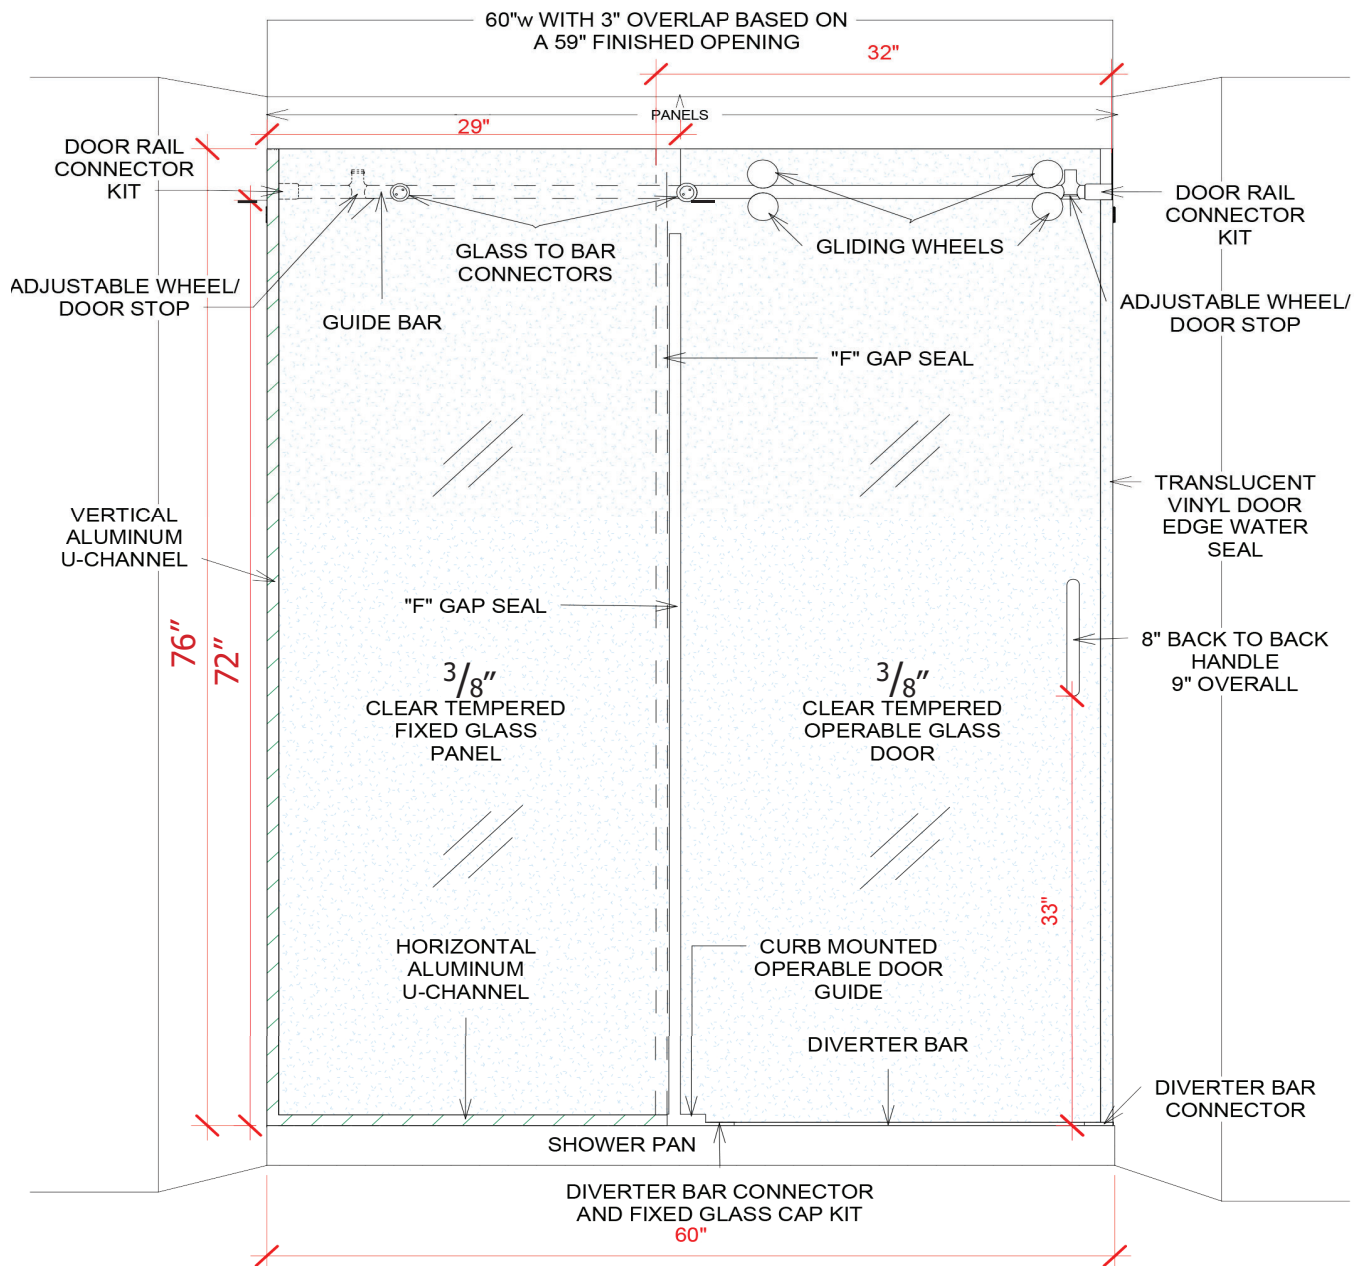 60"w WITH 3" OVERLAP BASED ON
A 59" FINISHED OPENING
32"
PANELS
29"
DOOR RAIL
CONNECTOR
KIT
DOOR RAIL
CONNECTOR
KIT
GLASS TO BAR
CONNECTORS
GLIDING WHEELS
ADJUSTABLE WHEEL/
DOOR STOP
ADJUSTABLE WHEEL/
DOOR STOP
GUIDE BAR
"F" GAP SEAL
TRANSLUCENT
VINYL DOOR
EDGE WATER
SEAL
VERTICAL
ALUMINUM
U-CHANNEL
"F" GAP SEAL
76"
72"
8" BACK TO BACK
HANDLE
9" OVERALL
3/8"
CLEAR TEMPERED
FIXED GLASS
PANEL
3/8"
CLEAR TEMPERED
OPERABLE GLASS
DOOR
33"
HORIZONTAL
ALUMINUM
U-CHANNEL
CURB MOUNTED
OPERABLE DOOR
GUIDE
DIVERTER BAR
DIVERTER BAR
CONNECTOR
SHOWER PAN
DIVERTER BAR CONNECTOR
AND FIXED GLASS CAP KIT
60"